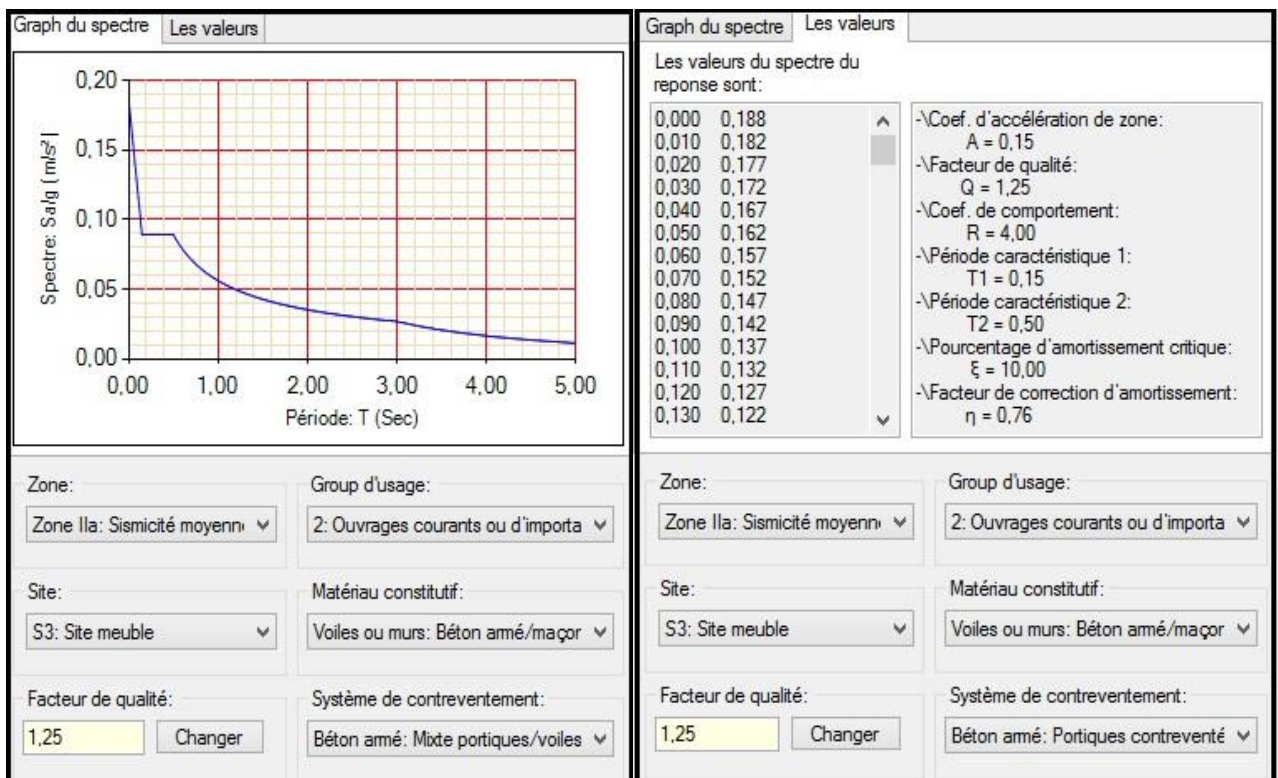 Graph du spectre Les valeurs
0,20
0,15
0,10
0,05
0,00
Spectre: Sa/g ( m/s² )
0,00 1,00 2,00 3,00 4,00 5,00
Période: T (Sec)
Zone:
Zone IIa: Sismicité moyenn
Group d'usage:
2: Ouvrages courants ou d'importa
Site:
S3: Site meuble
Matériau constitutif:
Voiles ou murs: Béton armé/maçor
Facteur de qualité:
1,25 Changer
Système de contreventement:
Béton armé: Mixte portiques/voiles
Graph du spectre Les valeurs
Les valeurs du spectre du
reponse sont:
0,000 0,188
0,010 0,182
0,020 0,177
0,030 0,172
0,040 0,167
0,050 0,162
0,060 0,157
0,070 0,152
0,080 0,147
0,090 0,142
0,100 0,137
0,110 0,132
0,120 0,127
0,130 0,122
-\Coef. d'accélération de zone:
A = 0,15
-\Facteur de qualité:
Q = 1,25
-\Coef. de comportement:
R = 4,00
-\Période caractéristique 1:
T1 = 0,15
-\Période caractéristique 2:
T2 = 0,50
-\Pourcentage d'amortissement critique:
ξ = 10,00
-\Facteur de correction d'amortissement:
η = 0,76
Zone:
Zone IIa: Sismicité moyenn
Group d'usage:
2: Ouvrages courants ou d'importa
Site:
S3: Site meuble
Matériau constitutif:
Voiles ou murs: Béton armé/maçor
Facteur de qualité:
1,25 Changer
Système de contreventement:
Béton armé: Portiques contreventé